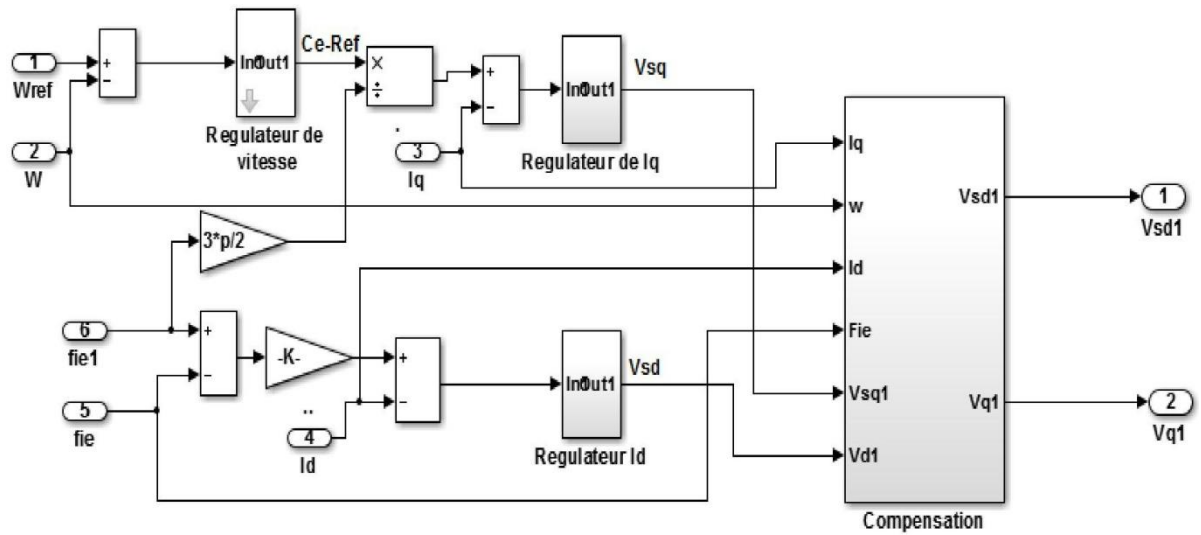 1
Wref
2
W
+
−
In1Out1
Regulateur de
vitesse
Ce-Ref
×
÷
.
3
Iq
+
−
In1Out1
Regulateur de Iq
Vsq
3*p/2
6
fie1
5
fie
+
−
-K-
..
4
Id
+
−
In1Out1
Regulateur Id
Vsd
Iq
w
Id
Fie
Vsq1
Vd1
Vsd1
Vq1
Compensation
1
Vsd1
2
Vq1